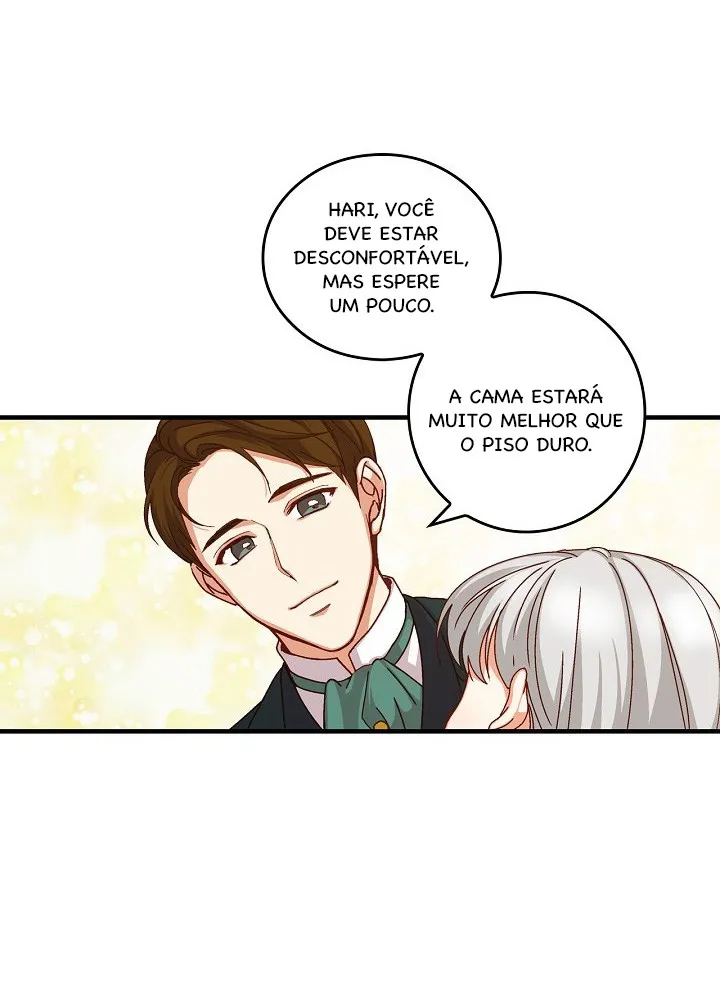 HARI, VOCÊ
DEVE ESTAR
DESCONFORTÁVEL,
MAS ESPERE
UM POUCO.
A CAMA ESTARÁ
MUITO MELHOR QUE
O PISO DURO.